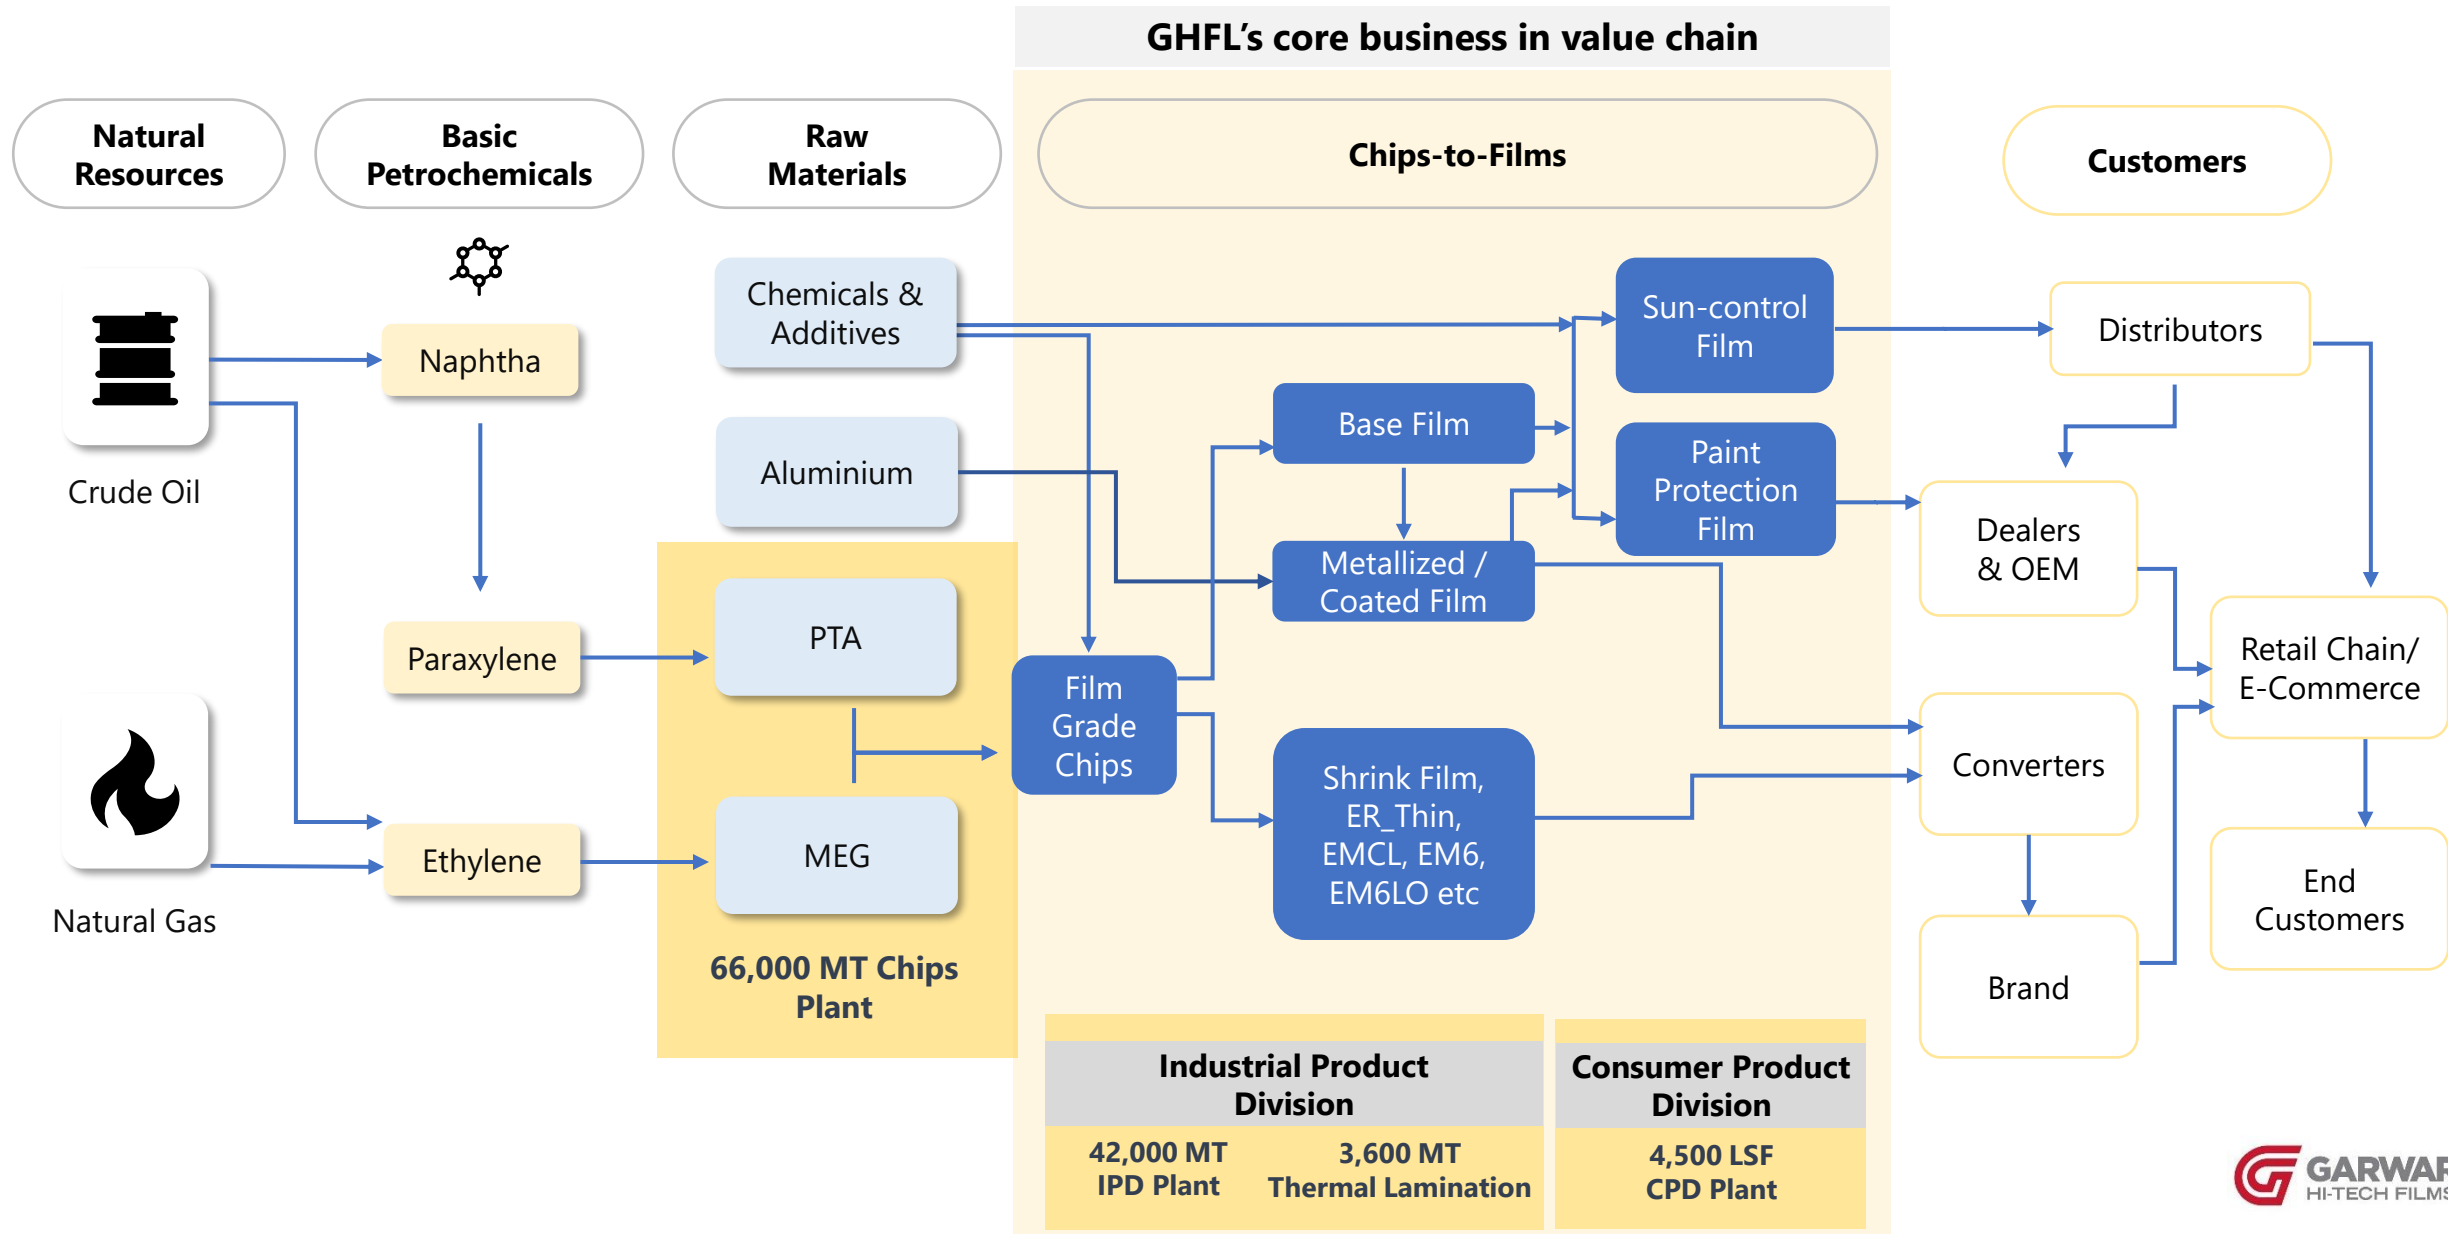 GHFL's core business in value chain
Natural
Resources
Basic
Petrochemicals
Raw
Materials
Chips-to-Films
Customers
Crude Oil
Natural Gas
Naphtha
Paraxylene
Ethylene
Chemicals &
Additives
Aluminium
PTA
MEG
66,000 MT Chips
Plant
Film
Grade
Chips
Base Film
Metallized /
Coated Film
Shrink Film,
ER_Thin,
EMCL, EM6,
EM6LO etc
Sun-control
Film
Paint
Protection
Film
Distributors
Dealers
& OEM
Converters
Brand
Retail Chain/
E-Commerce
End
Customers
Industrial Product
Division
42,000 MT
IPD Plant
3,600 MT
Thermal Lamination
Consumer Product
Division
4,500 LSF
CPD Plant
GARWAR
HI-TECH FILMS